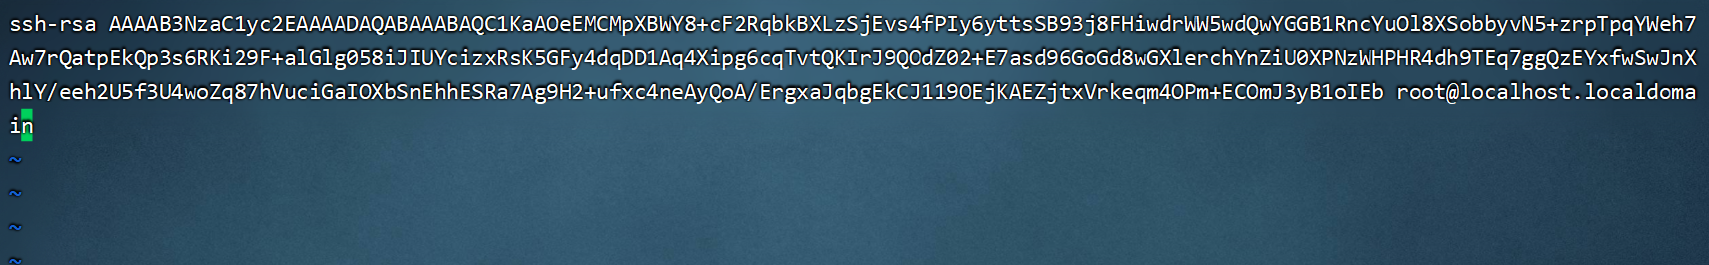 ssh-rsa AAAAB3NzaC1yc2EAAAADAQABAAABAQC1KaAOeEMCMpXBWY8+cF2RqbkBXLzSjEvs4fPIy6yttsSB93j8FHiwdrWW5wdQwYGGB1RncYuOl8XSobbyvN5+zrpTpqYWeh7
Aw7rQatpEkQp3s6RKi29F+alGlg058iJIUYcizxRsK5GFy4dqDD1Aq4Xipg6cqTvtQKIrJ9QOdZ02+E7asd96GoGd8wGXlerchYnZiU0XPNzWHPHR4dh9TEq7ggQzEYxfwSwJnX
hlY/eeh2U5f3U4woZq87hVuciGaIOXbSnEhhESRa7Ag9H2+ufxc4neAyQoA/ErgxaJqbgEkCJ119OEjKAEZjtxVrkeqm4OPm+ECOmJ3yB1oIEb root@localhost.localdoma
in
~
~
~
~